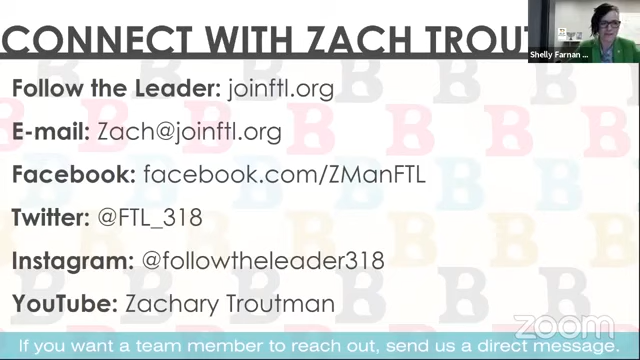 CONNECT WITH ZACH TROUT
Shelly Farnan ...
Follow the Leader: joinftl.org
E-mail: Zach@joinftl.org
Facebook: facebook.com/ZManFTL
Twitter: @FTL_318
Instagram: @followtheleader318
YouTube: Zachary Troutman
zoom
If you want a team member to reach out, send us a direct message.